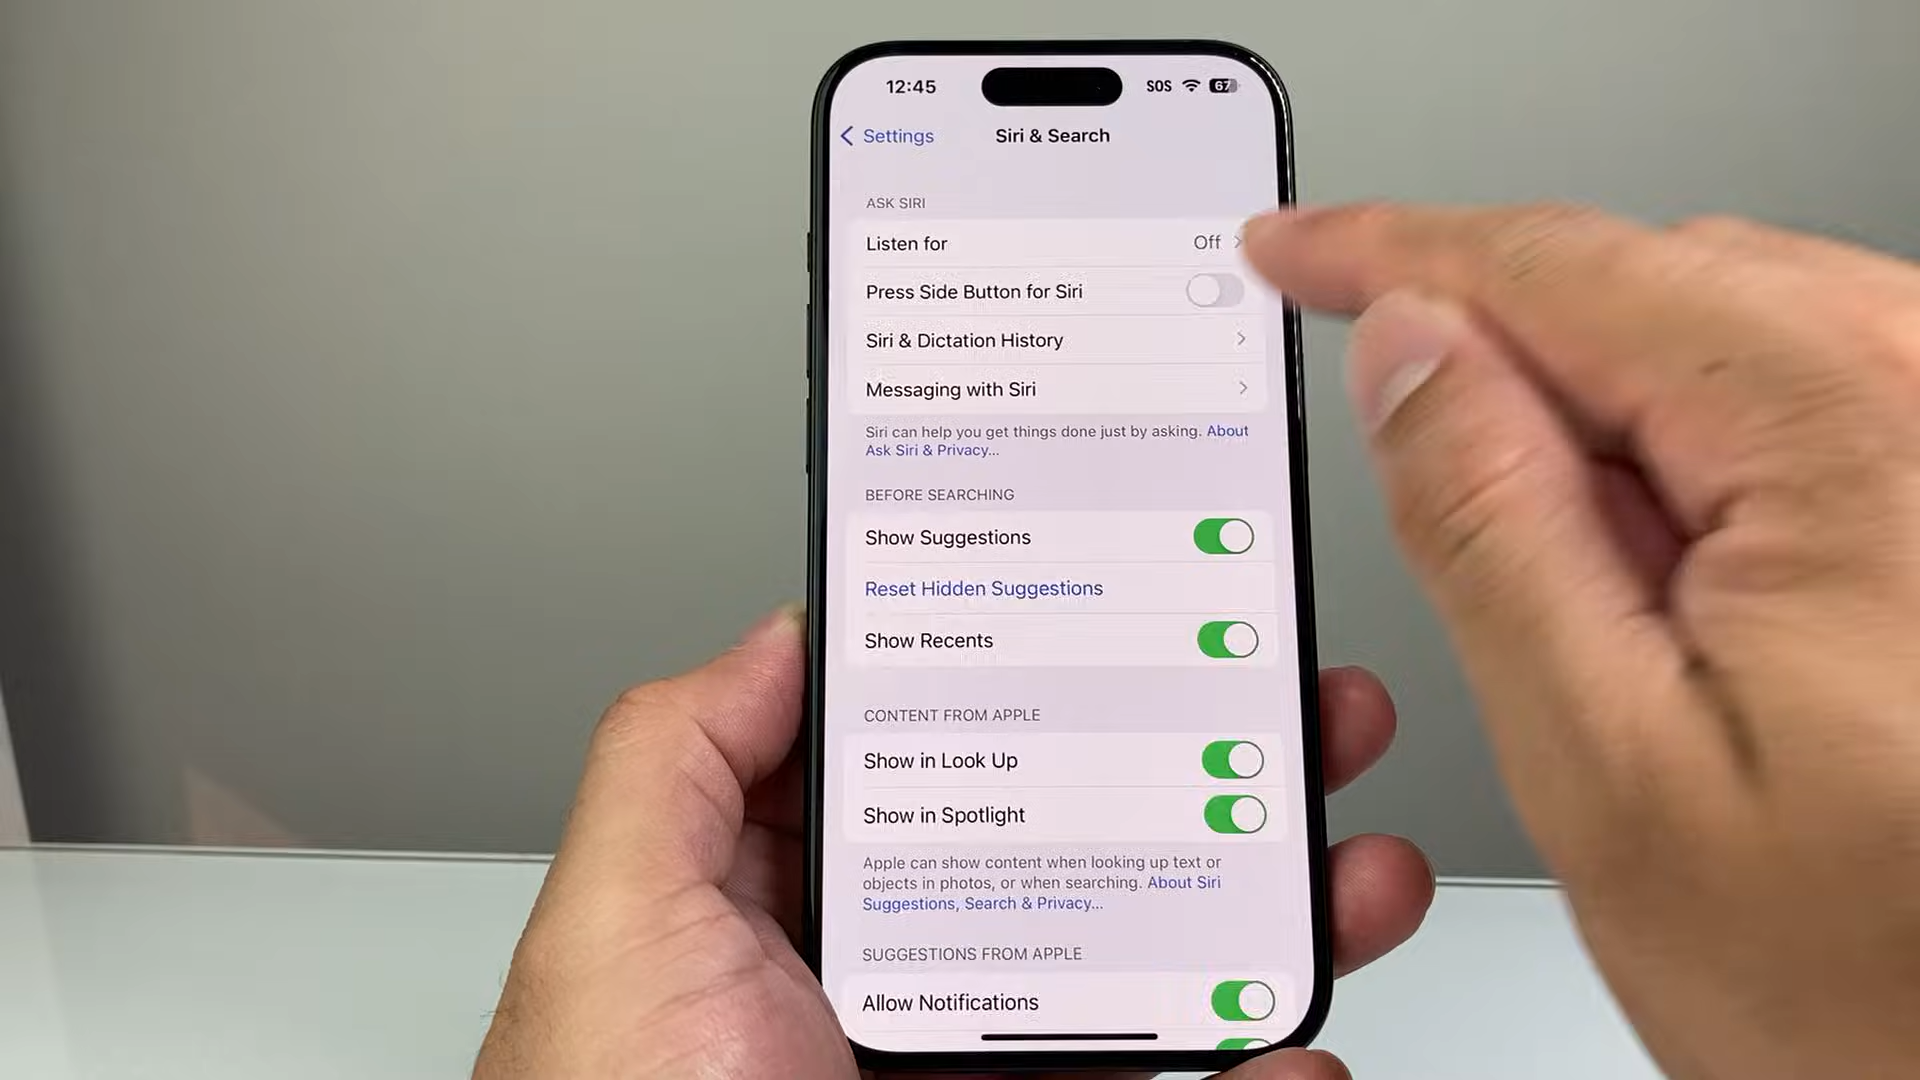 12:45
SOS
67
Settings
Siri & Search
ASK SIRI
Listen for
Off
Press Side Button for Siri
Siri & Dictation History
Messaging with Siri
Siri can help you get things done just by asking. About
Ask Siri & Privacy...
BEFORE SEARCHING
Show Suggestions
Reset Hidden Suggestions
Show Recents
CONTENT FROM APPLE
Show in Look Up
Show in Spotlight
Apple can show content when looking up text or
objects in photos, or when searching. About Siri
Suggestions, Search & Privacy...
SUGGESTIONS FROM APPLE
Allow Notifications